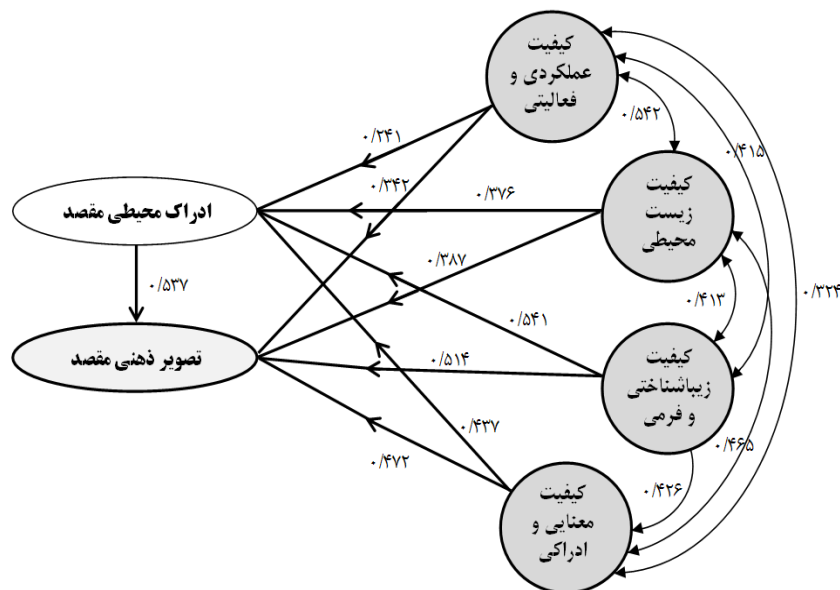 کیفیت
عملکردی و
فعالیتی
۰/۲۴۱
۰/۵۴۲
۰/۴۱۵
۰/۳۴۲
کیفیت
زیست
محیطی
۰/۳۷۶
ادراک محیطی مقصد
۰/۳۸۷
۰/۵۳۷
۰/۴۱۳
۰/۳۲۴
۰/۵۴۱
تصویر ذهنی مقصد
کیفیت
زیباشناختی
و فرمی
۰/۵۱۴
۰/۴۳۷
۰/۴۶۵
۰/۴۷۲
۰/۴۲۶
کیفیت
معنایی و
ادراکی